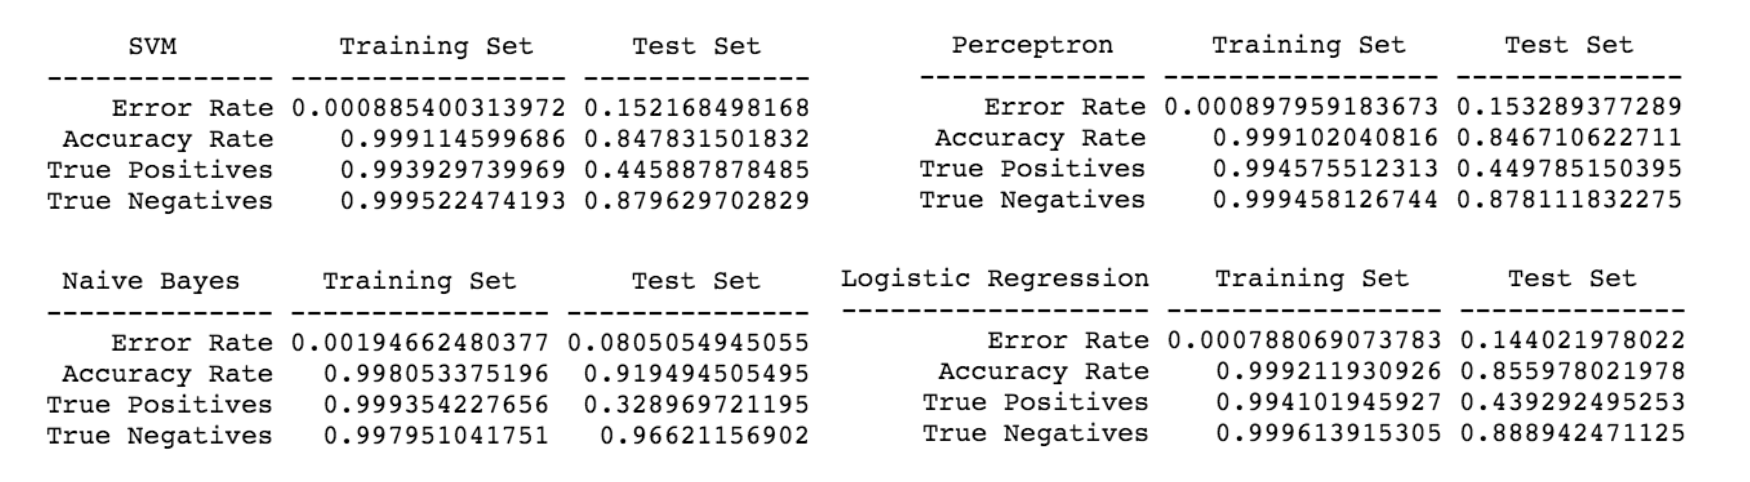 SVM Training Set Test Set
-------------- ----------------- --------------
Error Rate 0.000885400313972 0.152168498168
Accuracy Rate 0.999114599686 0.847831501832
True Positives 0.993929739969 0.445887878485
True Negatives 0.999522474193 0.879629702829
Perceptron Training Set Test Set
-------------- ----------------- --------------
Error Rate 0.000897959183673 0.153289377289
Accuracy Rate 0.999102040816 0.846710622711
True Positives 0.994575512313 0.449785150395
True Negatives 0.999458126744 0.878111832275
Naive Bayes Training Set Test Set
-------------- ---------------- ---------------
Error Rate 0.00194662480377 0.0805054945055
Accuracy Rate 0.998053375196 0.919494505495
True Positives 0.999354227656 0.328969721195
True Negatives 0.997951041751 0.96621156902
Logistic Regression Training Set Test Set
------------------- ----------------- --------------
Error Rate 0.000788069073783 0.144021978022
Accuracy Rate 0.999211930926 0.855978021978
True Positives 0.994101945927 0.439292495253
True Negatives 0.999613915305 0.888942471125